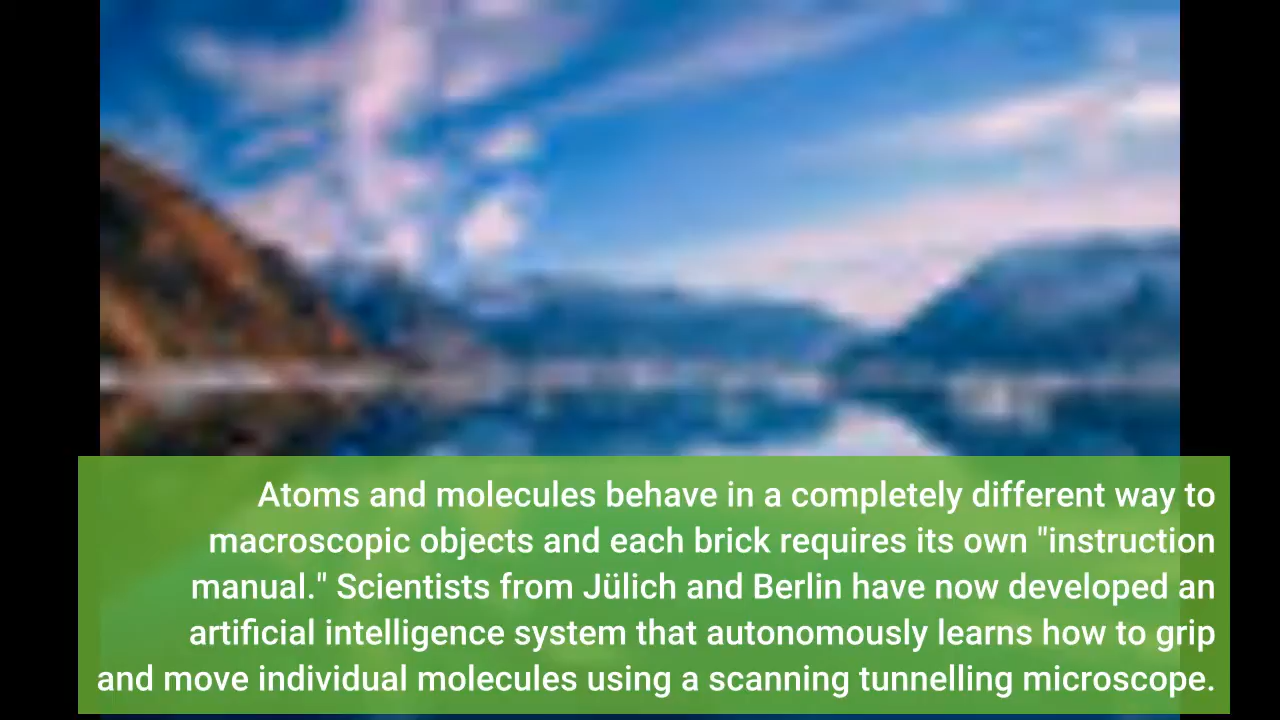 Atoms and molecules behave in a completely different way to
macroscopic objects and each brick requires its own "instruction
manual." Scientists from Jülich and Berlin have now developed an
artificial intelligence system that autonomously learns how to grip
and move individual molecules using a scanning tunnelling microscope.